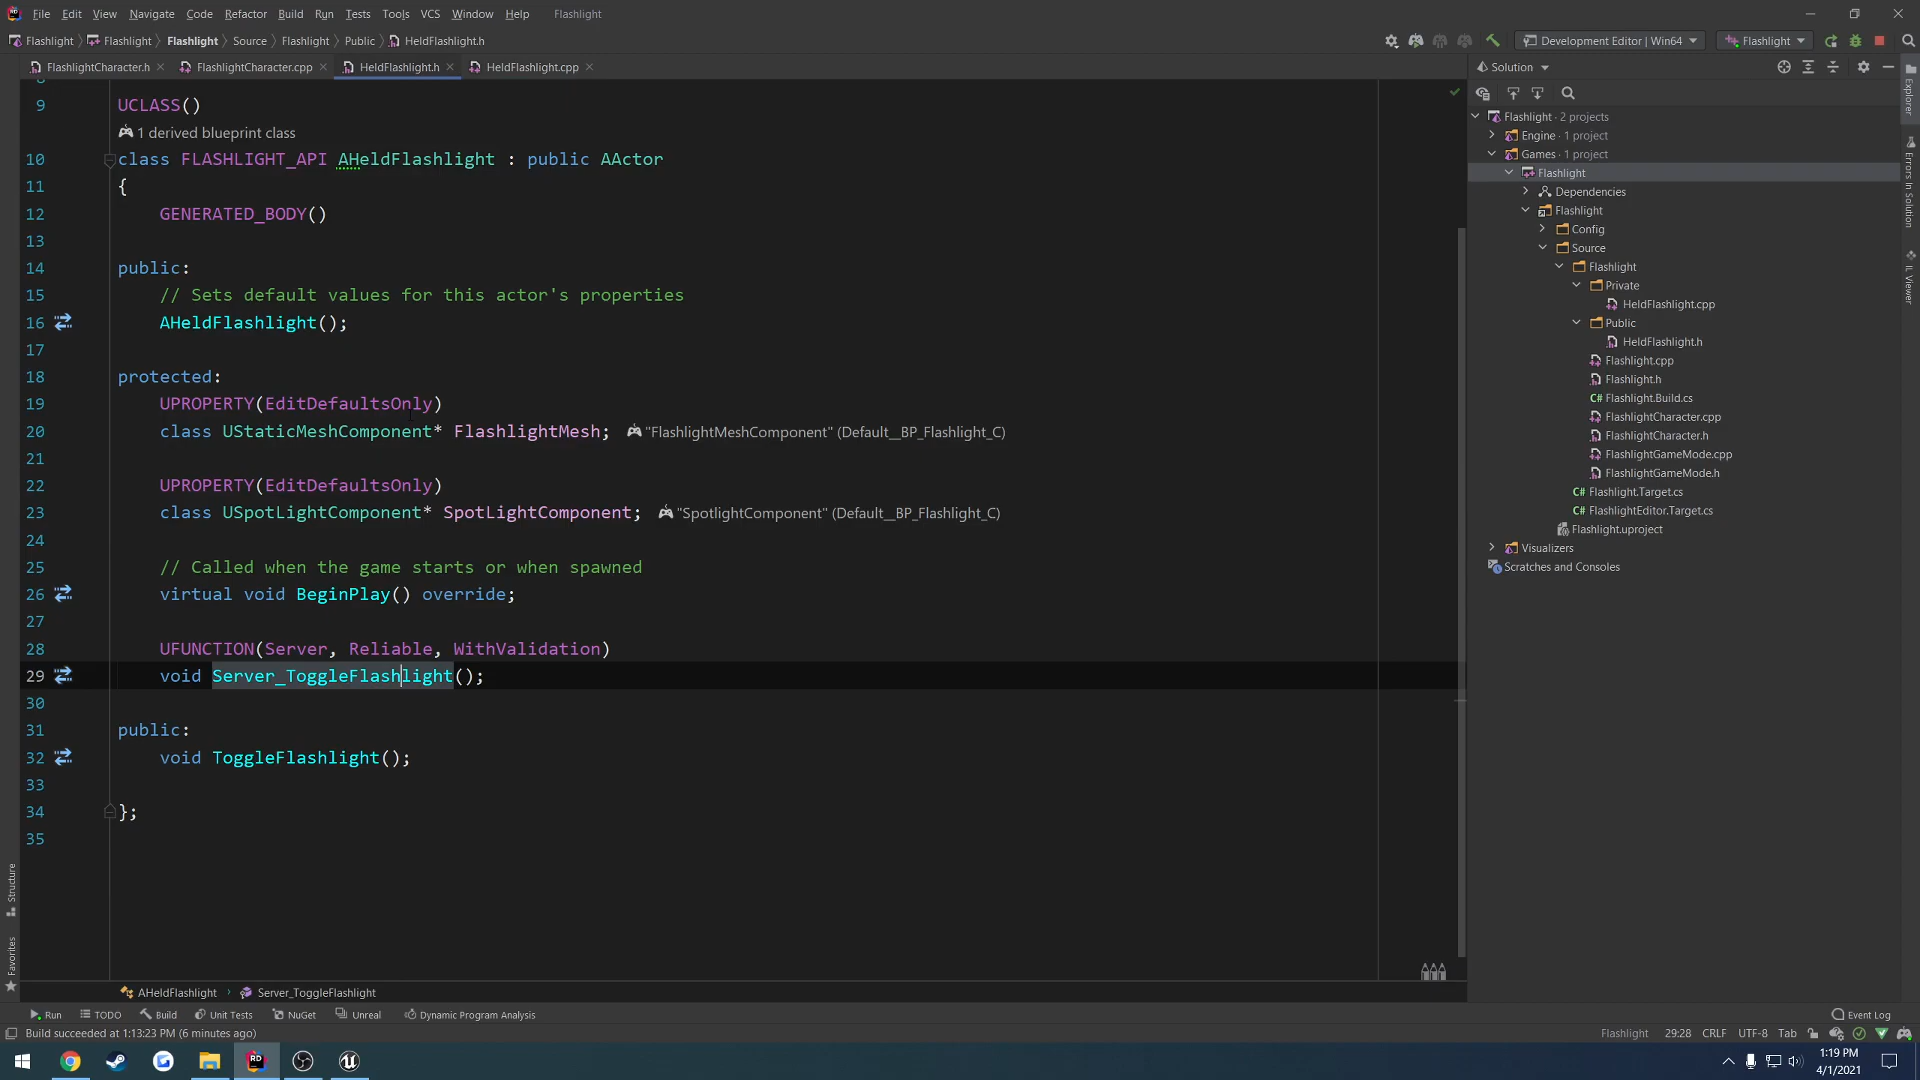 File Edit View Navigate Code Refactor Build Run Tests Tools VCS Window Help Flashlight
Flashlight Flashlight Flashlight Source Flashlight Public HeldFlashlight.h
Development Editor | Win64 Flashlight
FlashlightCharacter.h FlashlightCharacter.cpp HeldFlashlight.h HeldFlashlight.cpp
9 UCLASS()
1 derived blueprint class
10 class FLASHLIGHT_API AHeldFlashlight : public AActor
11 {
12 GENERATED_BODY()
13
14 public:
15 // Sets default values for this actor's properties
16 AHeldFlashlight();
17
18 protected:
19 UPROPERTY(EditDefaultsOnly)
20 class UStaticMeshComponent* FlashlightMesh; "FlashlightMeshComponent" (Default__BP_Flashlight_C)
21
22 UPROPERTY(EditDefaultsOnly)
23 class USpotLightComponent* SpotLightComponent; "SpotlightComponent" (Default__BP_Flashlight_C)
24
25 // Called when the game starts or when spawned
26 virtual void BeginPlay() override;
27
28 UFUNCTION(Server, Reliable, WithValidation)
29 void Server_ToggleFlashlight();
30
31 public:
32 void ToggleFlashlight();
33
34 };
35
AHeldFlashlight › Server_ToggleFlashlight
Solution
Flashlight · 2 projects
Engine · 1 project
Games · 1 project
Flashlight
Dependencies
Flashlight
Config
Source
Flashlight
Private
HeldFlashlight.cpp
Public
HeldFlashlight.h
Flashlight.cpp
Flashlight.h
C# Flashlight.Build.cs
FlashlightCharacter.cpp
FlashlightCharacter.h
FlashlightGameMode.cpp
FlashlightGameMode.h
C# Flashlight.Target.cs
C# FlashlightEditor.Target.cs
Flashlight.uproject
Visualizers
Scratches and Consoles
Explorer
Errors In Solution
IL Viewer
Structure
Favorites
Run TODO Build Unit Tests NuGet Unreal Dynamic Program Analysis Event Log
Build succeeded at 1:13:23 PM (6 minutes ago) Flashlight 29:28 CRLF UTF-8 Tab
RD
1:19 PM
4/1/2021